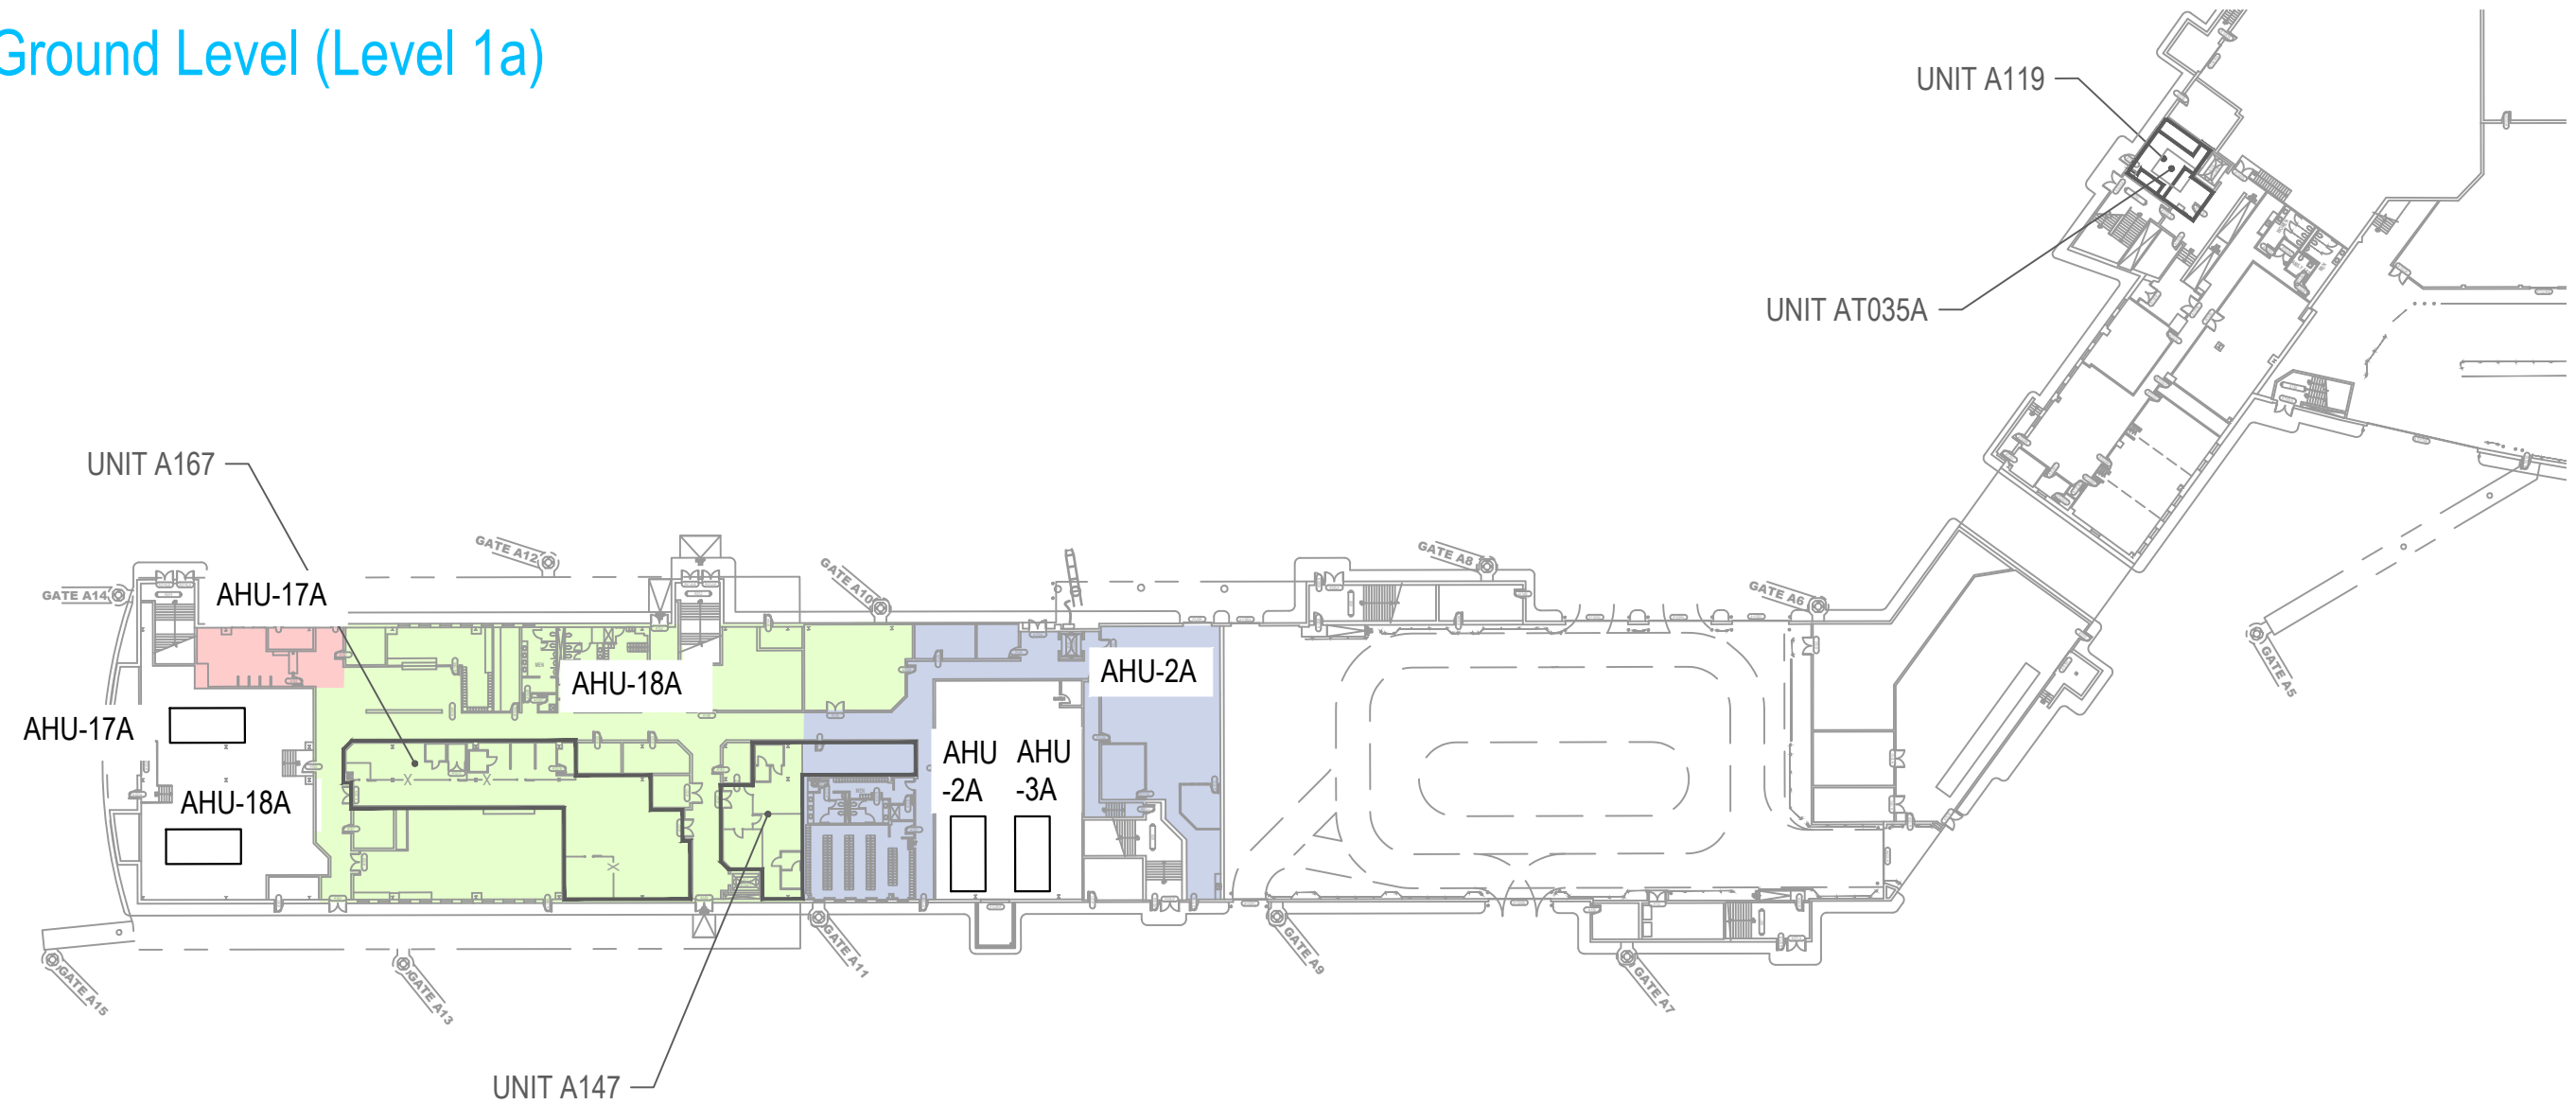 Ground Level (Level 1a)
UNIT A119
UNIT AT035A
UNIT A167
GATE A12
GATE A10
GATE A8
GATE A6
GATE A14
AHU-17A
GATE A5
AHU-18A
AHU-2A
AHU-17A
AHU
-2A
AHU
-3A
AHU-18A
MEN
MEN
GATE A15
GATE A13
GATE A11
GATE A9
GATE A7
UNIT A147